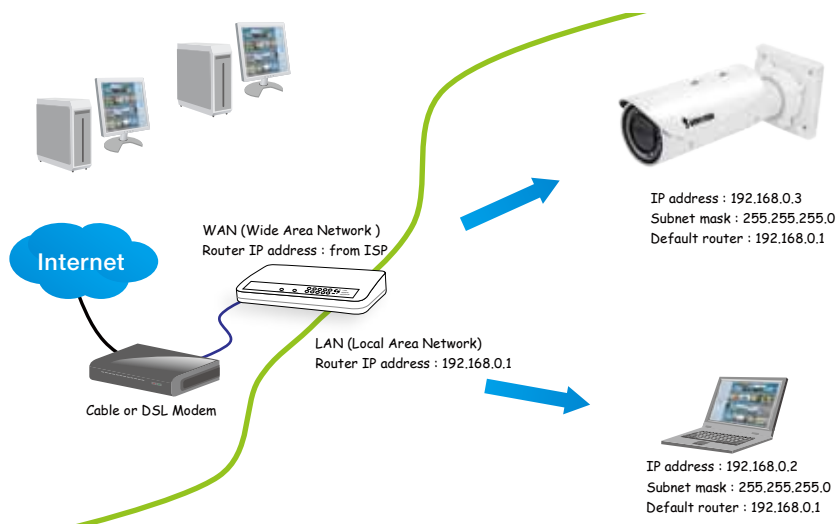 WAN (Wide Area Network )
Router IP address : from ISP
Internet
LAN (Local Area Network)
Router IP address : 192.168.0.1
Cable or DSL Modem
IP address : 192.168.0.3
Subnet mask : 255.255.255.0
Default router : 192.168.0.1
IP address : 192.168.0.2
Subnet mask : 255.255.255.0
Default router : 192.168.0.1